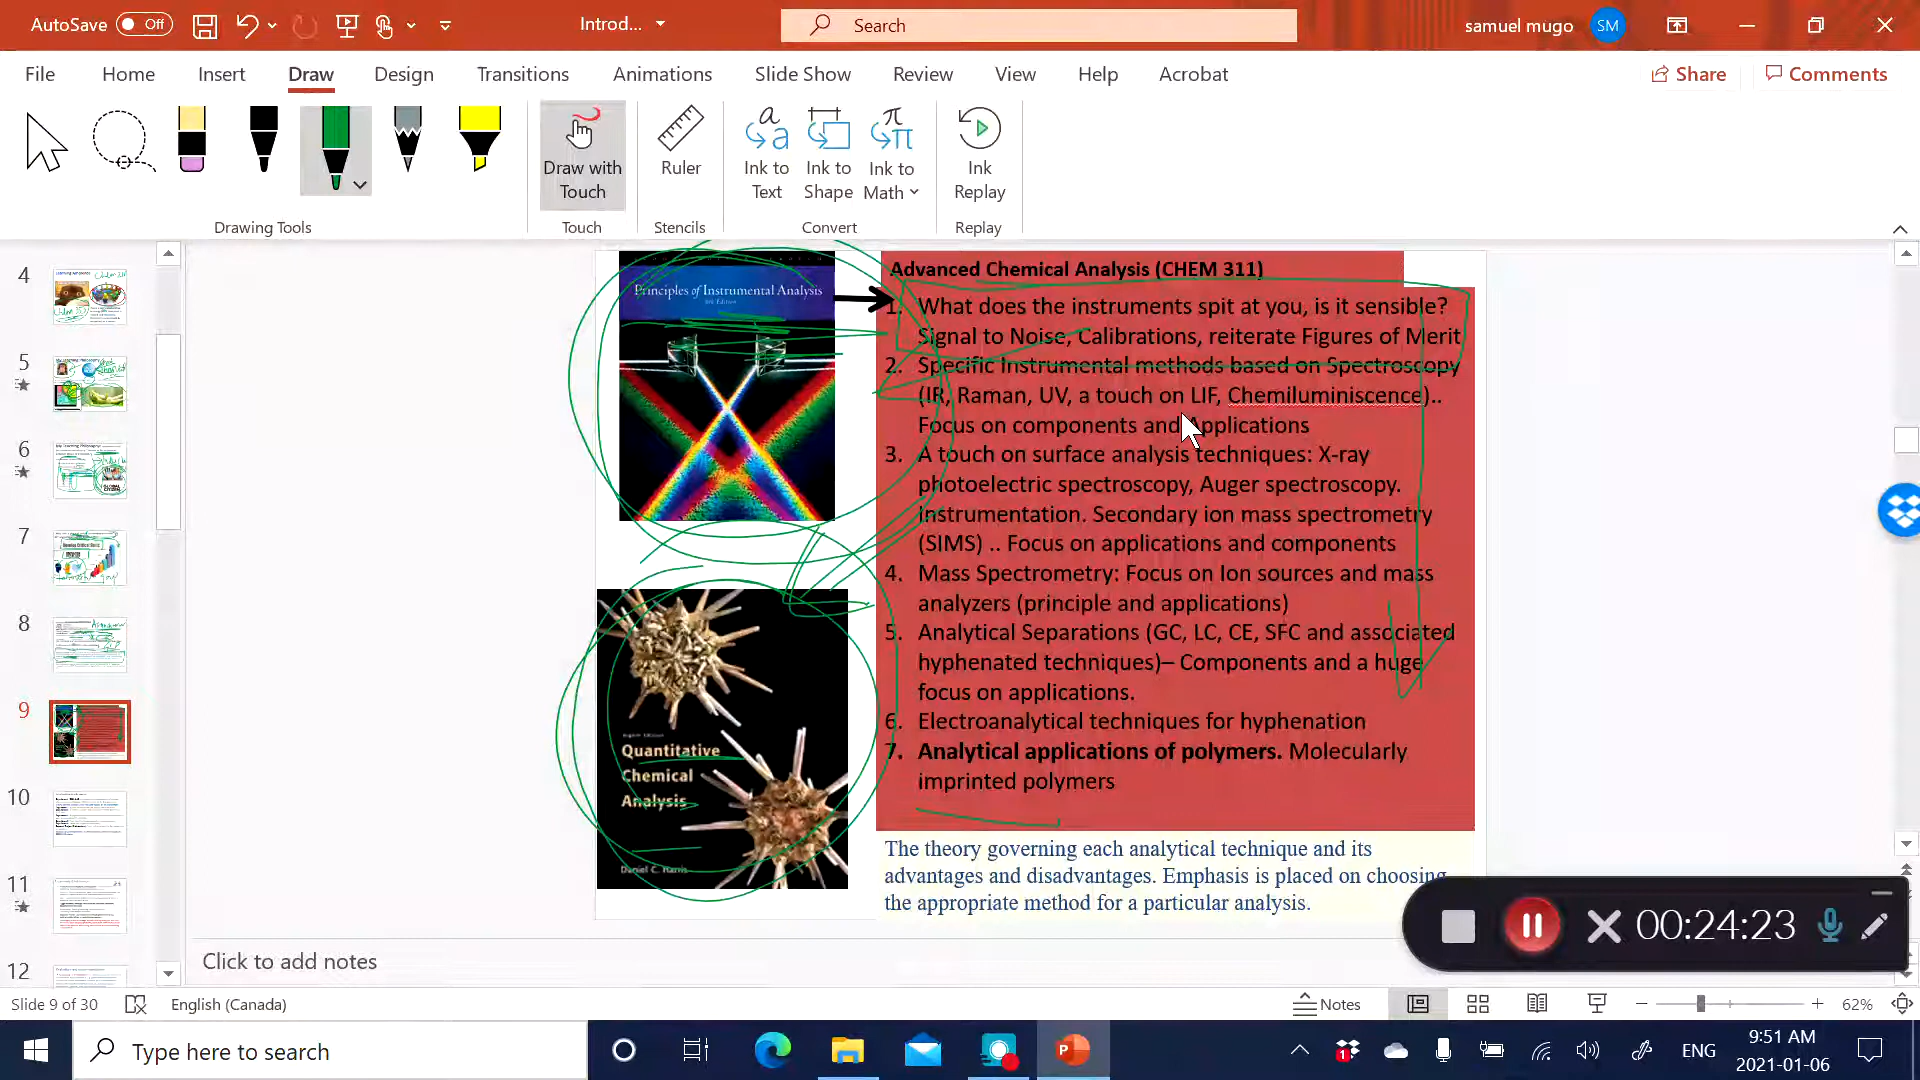 AutoSave Off Introd... Search samuel mugo SM
File Home Insert Draw Design Transitions Animations Slide Show Review View Help Acrobat Share Comments
Draw with Touch
Ruler
Ink to Text
Ink to Shape
Ink to Math
Ink Replay
Drawing Tools Touch Stencils Convert Replay
4
5
6
7
8
9
10
11
12
Principles of Instrumental Analysis
Quantitative
Chemical
Analysis
Daniel C. Harris
Advanced Chemical Analysis (CHEM 311)
1. What does the instruments spit at you, is it sensible?
Signal to Noise, Calibrations, reiterate Figures of Merit
2. Specific Instrumental methods based on Spectroscopy
(IR, Raman, UV, a touch on LIF, Chemiluminiscence)..
Focus on components and Applications
3. A touch on surface analysis techniques: X-ray
photoelectric spectroscopy, Auger spectroscopy.
Instrumentation. Secondary ion mass spectrometry
(SIMS) .. Focus on applications and components
4. Mass Spectrometry: Focus on Ion sources and mass
analyzers (principle and applications)
5. Analytical Separations (GC, LC, CE, SFC and associated
hyphenated techniques)– Components and a huge
focus on applications.
6. Electroanalytical techniques for hyphenation
7. Analytical applications of polymers. Molecularly
imprinted polymers
The theory governing each analytical technique and its
advantages and disadvantages. Emphasis is placed on choosing
the appropriate method for a particular analysis.
00:24:23
Click to add notes
Slide 9 of 30 English (Canada) Notes 62%
Type here to search ENG 9:51 AM
2021-01-06